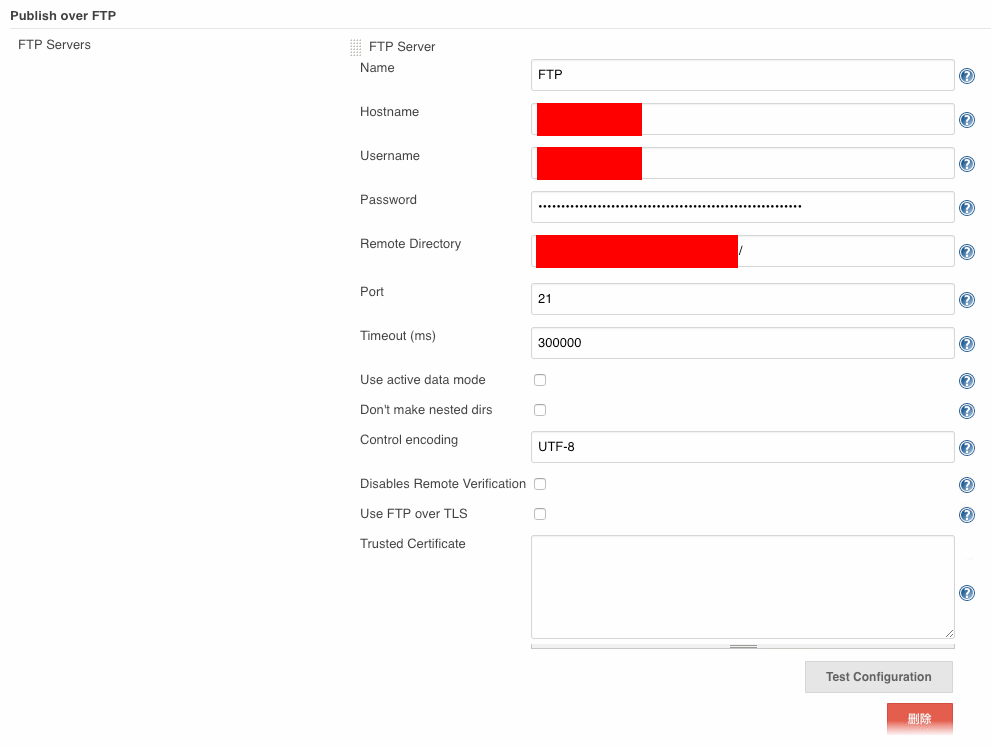 Publish over FTP
FTP Servers
FTP Server
Name
FTP
Hostname
Username
Password
••••••••••••••••••••••••••••••••••••••••••••••••••••••••••
Remote Directory
/
Port
21
Timeout (ms)
300000
Use active data mode
Don't make nested dirs
Control encoding
UTF-8
Disables Remote Verification
Use FTP over TLS
Trusted Certificate
Test Configuration
删除